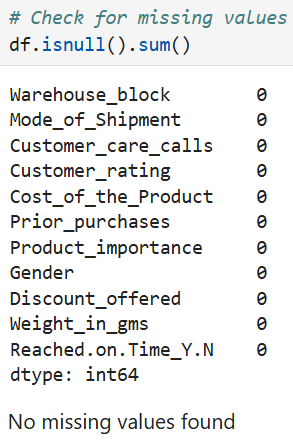 # Check for missing values
df.isnull().sum()
Warehouse_block 0
Mode_of_Shipment 0
Customer_care_calls 0
Customer_rating 0
Cost_of_the_Product 0
Prior_purchases 0
Product_importance 0
Gender 0
Discount_offered 0
Weight_in_gms 0
Reached.on.Time_Y.N 0
dtype: int64
No missing values found